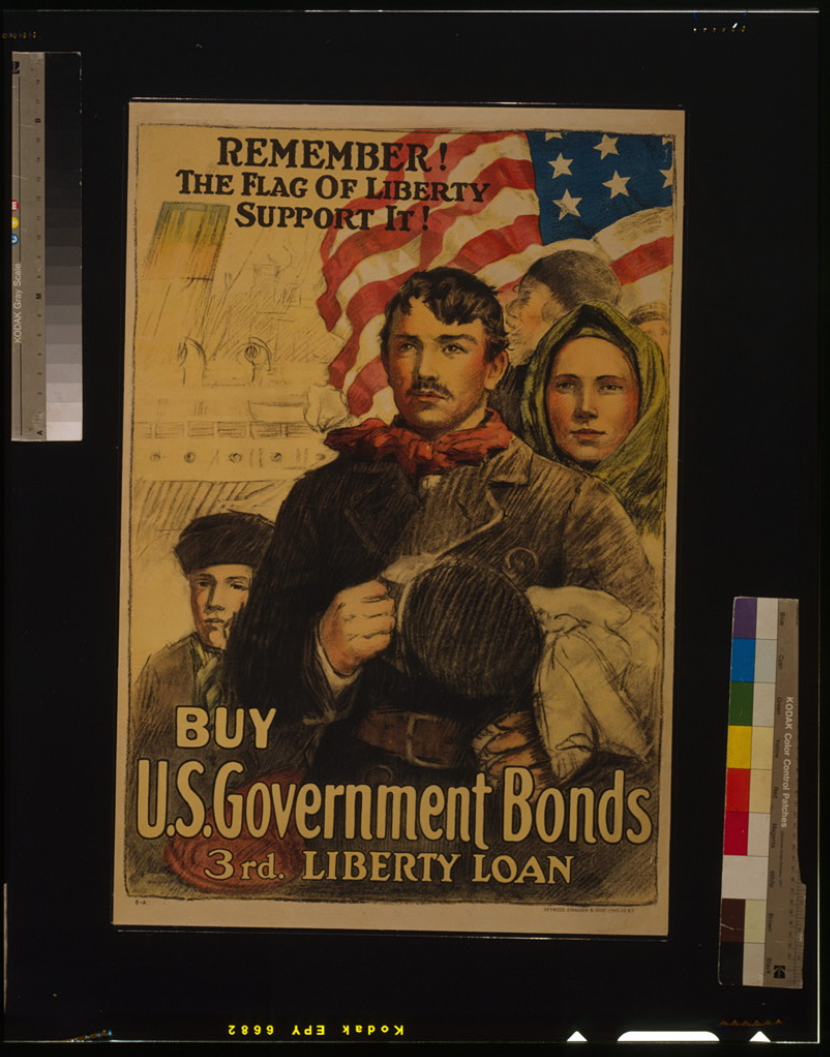 REMEMBER!
THE FLAG OF LIBERTY
SUPPORT IT!
BUY
U.S. Government Bonds
3rd. LIBERTY LOAN
KODAK Gray Scale
KODAK Color Control Patches
Kodak EPY 6682